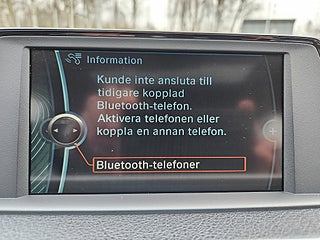 Information
Kunde inte ansluta till
tidigare kopplad
Bluetooth-telefon.
Aktivera telefonen eller
koppla en annan telefon.
Bluetooth-telefoner